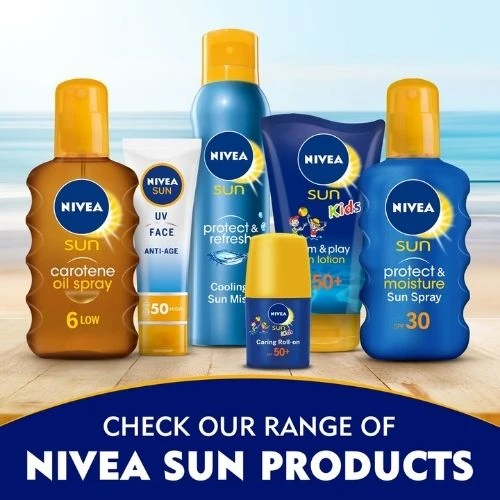 NIVEA
sun
carotene
oil spray
6 LOW
NIVEA
SUN
UV
FACE
ANTI-AGE
50
NIVEA
sun
protect &
refresh
Cooling
Sun Mist
NIVEA
sun
Kids
& play
lotion
50+
NIVEA
sun
Kids
Caring Roll-on
50+
NIVEA
sun
protect &
moisture
Sun Spray
SPF 30
CHECK OUR RANGE OF
NIVEA SUN PRODUCTS